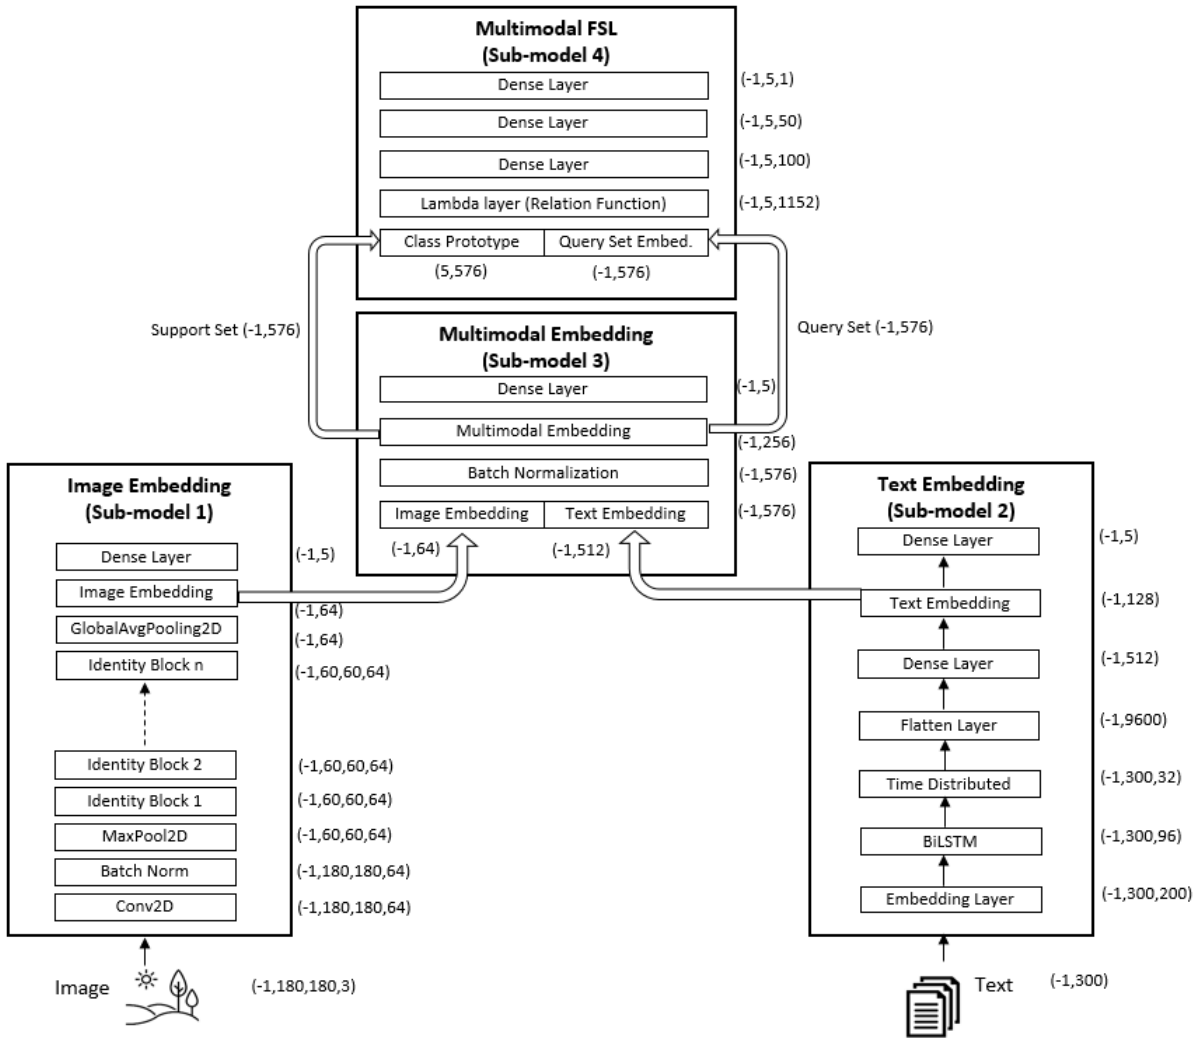 Multimodal FSL
(Sub-model 4)
Dense Layer (-1,5,1)
Dense Layer (-1,5,50)
Dense Layer (-1,5,100)
Lambda layer (Relation Function) (-1,5,1152)
Class Prototype Query Set Embed.
(5,576) (-1,576)
Support Set (-1,576)
Query Set (-1,576)
Multimodal Embedding
(Sub-model 3)
Dense Layer (-1,5)
Multimodal Embedding (-1,256)
Batch Normalization (-1,576)
Image Embedding Text Embedding (-1,576)
(-1,64) (-1,512)
Image Embedding
(Sub-model 1)
Dense Layer (-1,5)
Image Embedding (-1,64)
GlobalAvgPooling2D (-1,64)
Identity Block n (-1,60,60,64)
Identity Block 2 (-1,60,60,64)
Identity Block 1 (-1,60,60,64)
MaxPool2D (-1,60,60,64)
Batch Norm (-1,180,180,64)
Conv2D (-1,180,180,64)
Image (-1,180,180,3)
Text Embedding
(Sub-model 2)
Dense Layer (-1,5)
Text Embedding (-1,128)
Dense Layer (-1,512)
Flatten Layer (-1,9600)
Time Distributed (-1,300,32)
BiLSTM (-1,300,96)
Embedding Layer (-1,300,200)
Text (-1,300)